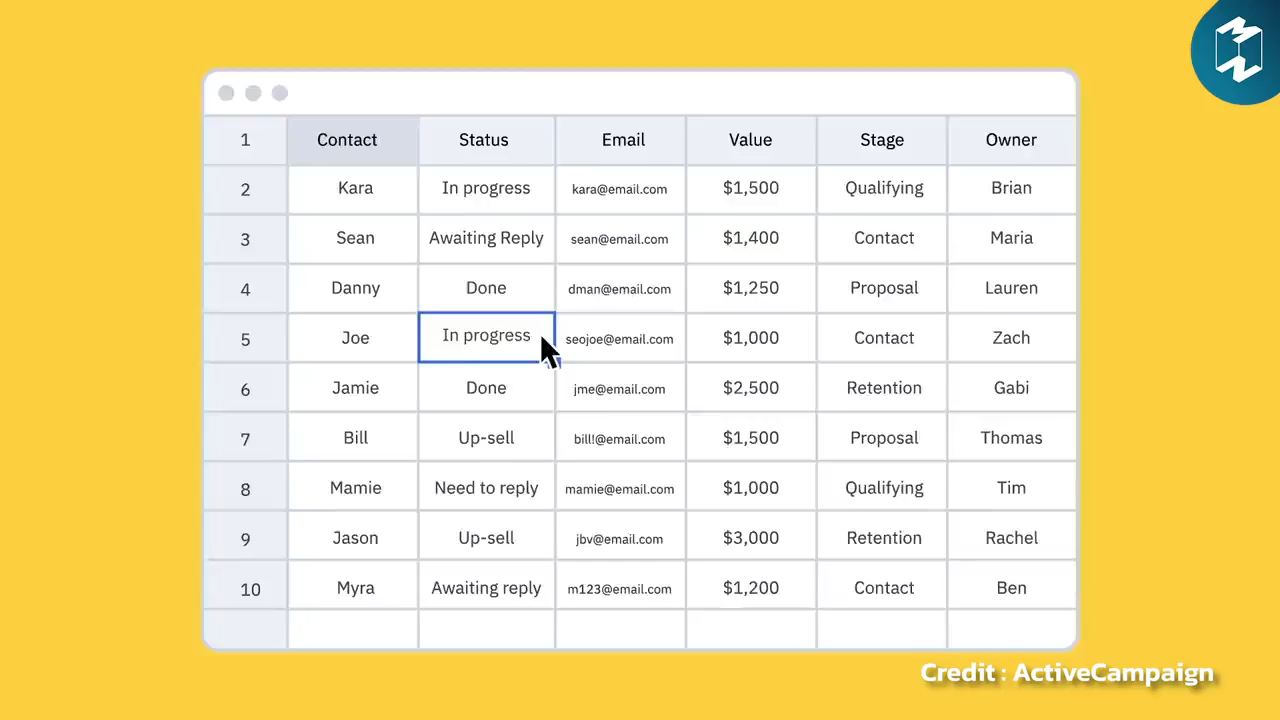 1 Contact Status Email Value Stage Owner
2 Kara In progress kara@email.com $1,500 Qualifying Brian
3 Sean Awaiting Reply sean@email.com $1,400 Contact Maria
4 Danny Done dman@email.com $1,250 Proposal Lauren
5 Joe In progress seojoe@email.com $1,000 Contact Zach
6 Jamie Done jme@email.com $2,500 Retention Gabi
7 Bill Up-sell bill!@email.com $1,500 Proposal Thomas
8 Mamie Need to reply mamie@email.com $1,000 Qualifying Tim
9 Jason Up-sell jbv@email.com $3,000 Retention Rachel
10 Myra Awaiting reply m123@email.com $1,200 Contact Ben
Credit : ActiveCampaign